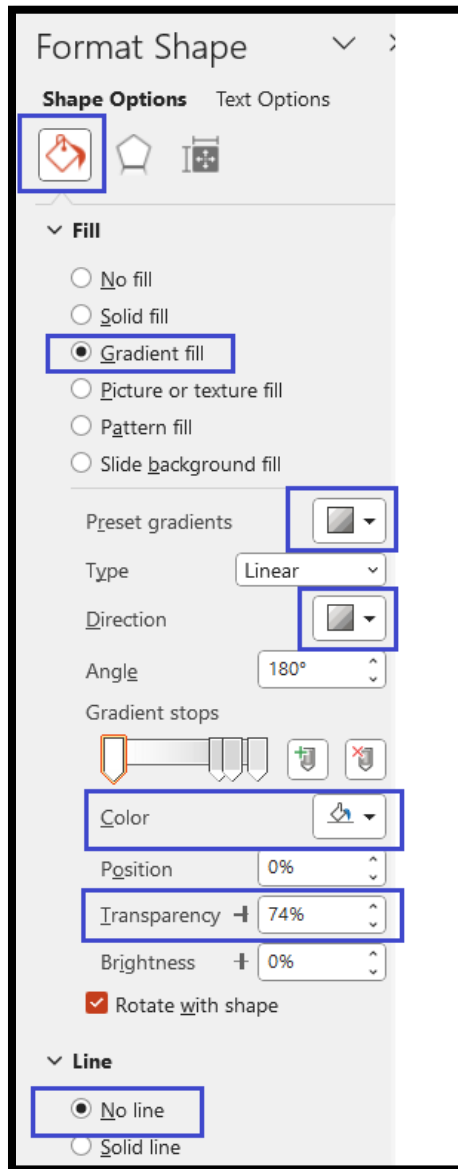 Format Shape
Shape Options Text Options
Fill
No fill
Solid fill
Gradient fill
Picture or texture fill
Pattern fill
Slide background fill
Preset gradients
Type Linear
Direction
Angle 180°
Gradient stops
Color
Position 0%
Transparency 74%
Brightness 0%
Rotate with shape
Line
No line
Solid line